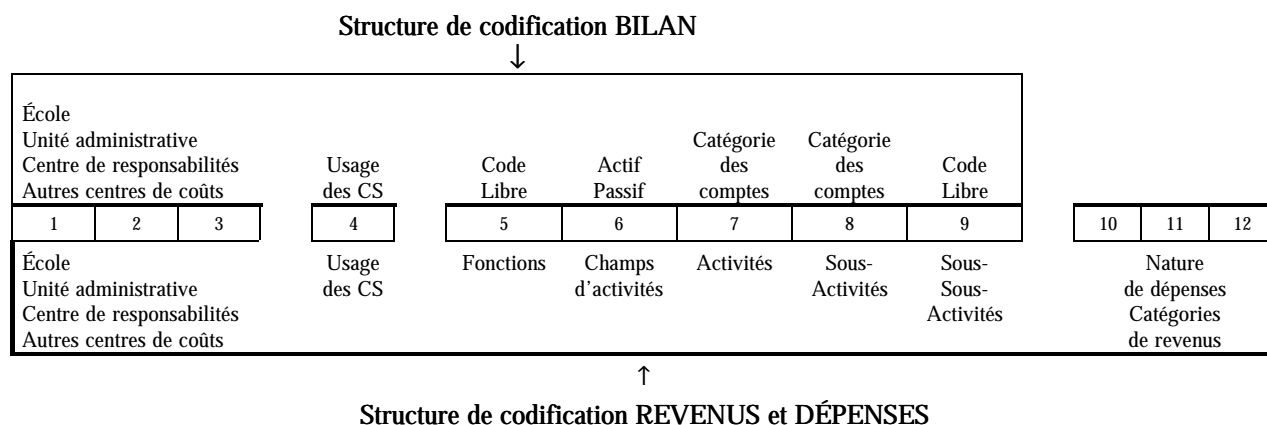 Structure de codification BILAN
↓
École
Unité administrative
Centre de responsabilités
Autres centres de coûts
Usage
des CS
Code
Libre
Actif
Passif
Catégorie
des
comptes
Catégorie
des
comptes
Code
Libre
1 2 3 4 5 6 7 8 9 10 11 12
École
Unité administrative
Centre de responsabilités
Autres centres de coûts
Usage
des CS
Fonctions
Champs
d'activités
Activités
Sous-
Activités
Sous-
Sous-
Activités
Nature
de dépenses
Catégories
de revenus
↑
Structure de codification REVENUS et DÉPENSES